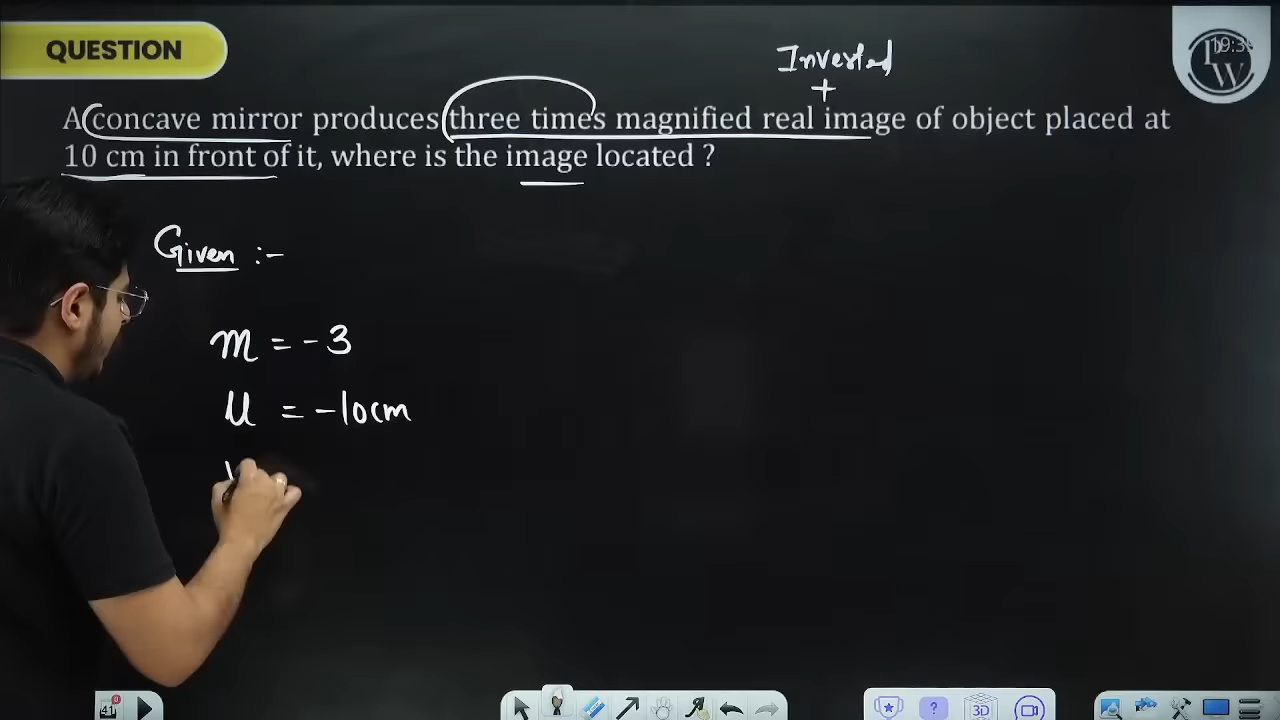 QUESTION
Inverted
+
A concave mirror produces three times magnified real image of object placed at
10 cm in front of it, where is the image located ?
Given :-
m = -3
u = -10cm